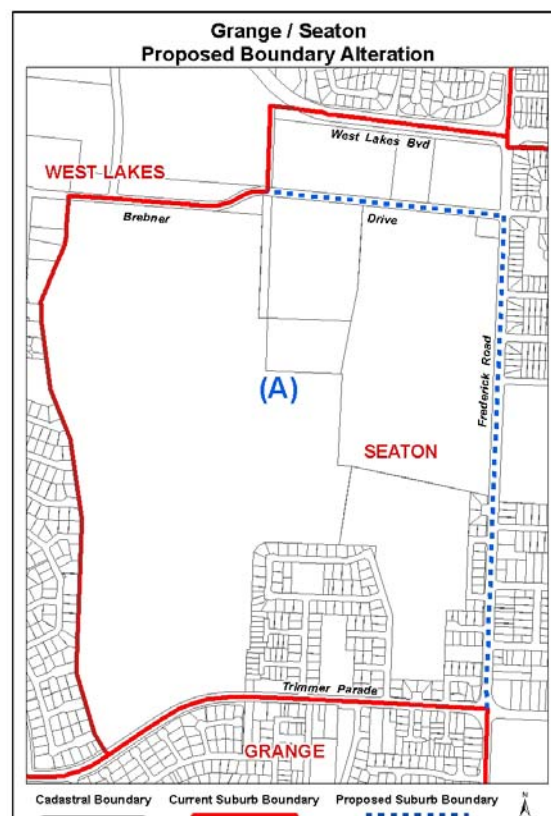 Grange / Seaton
Proposed Boundary Alteration
West Lakes Bvd
WEST LAKES
Brebner
Drive
Frederick Road
(A)
SEATON
Trimmer Parade
GRANGE
Cadastral Boundary Current Suburb Boundary Proposed Suburb Boundary
N